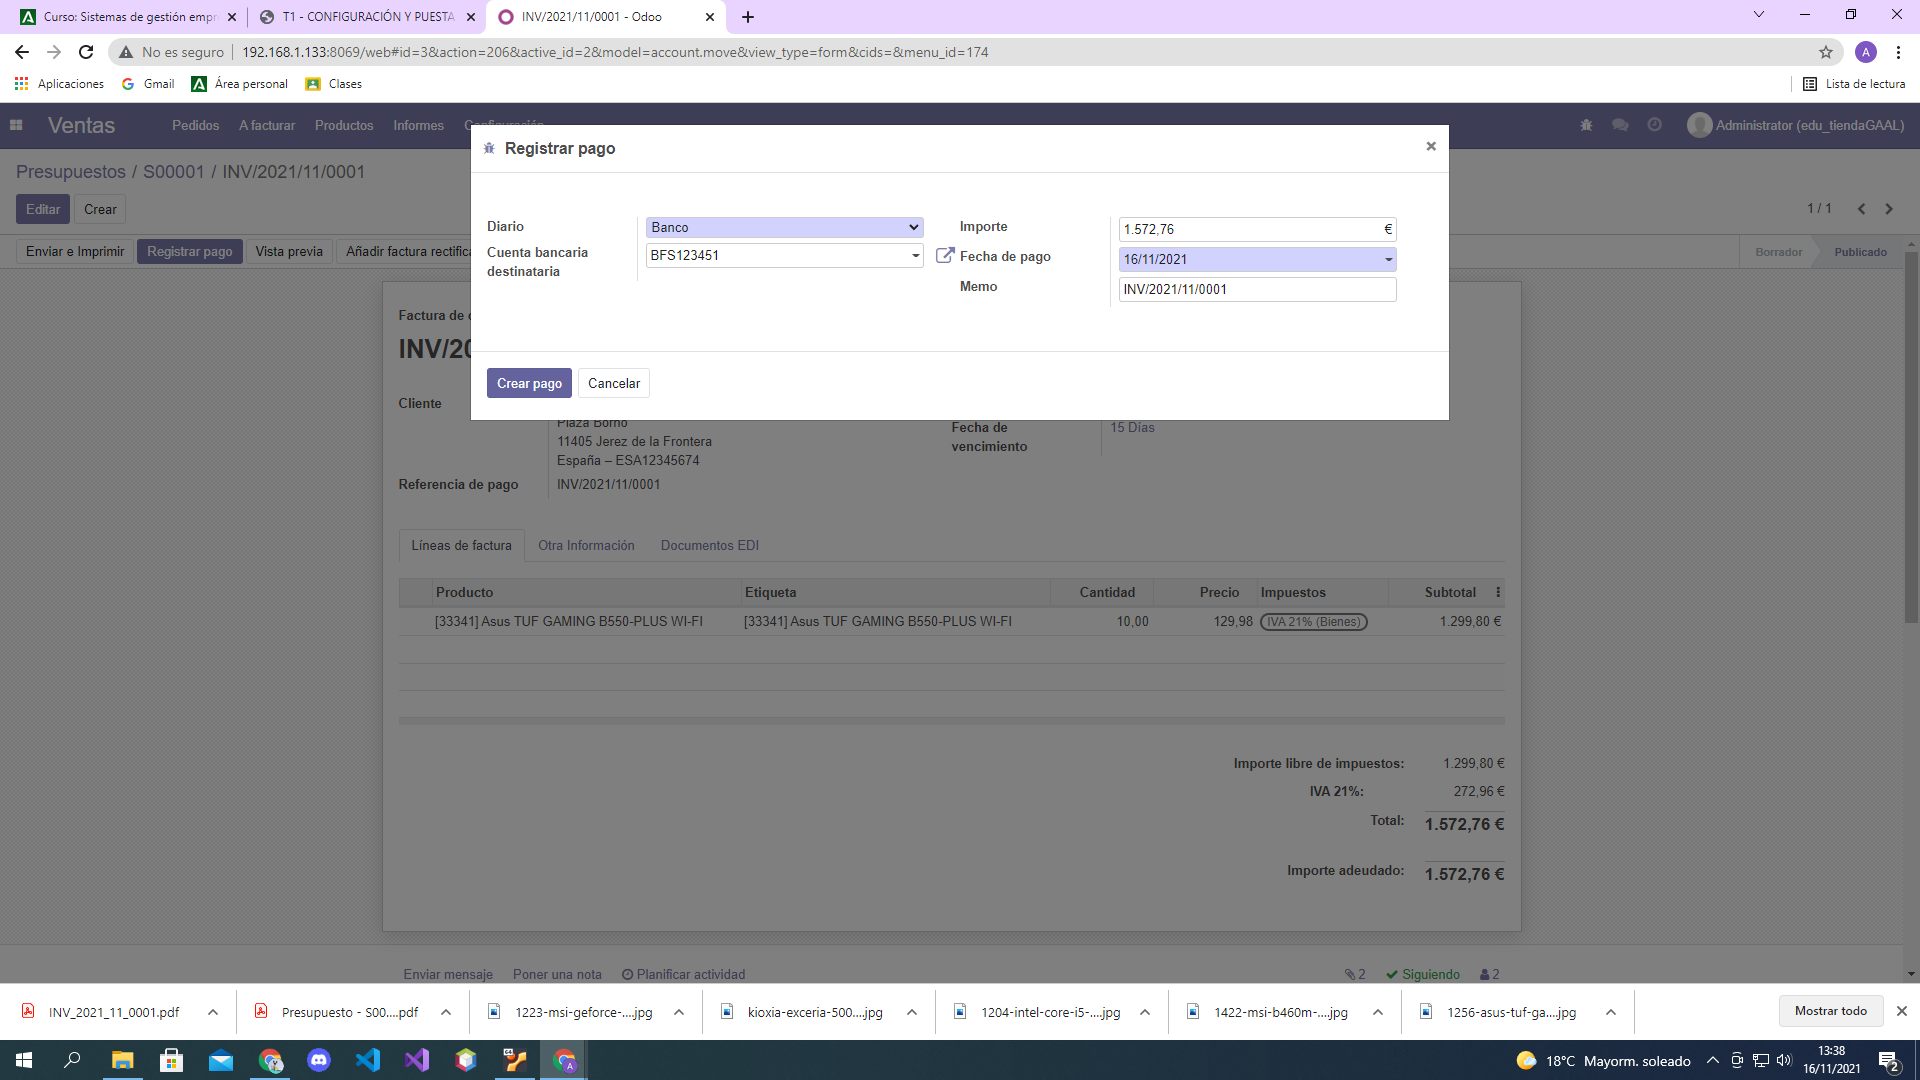 Curso: Sistemas de gestión empr
T1 - CONFIGURACIÓN Y PUESTA
INV/2021/11/0001 - Odoo
No es seguro
192.168.1.133:8069/web#id=3&action=206&active_id=2&model=account.move&view_type=form&cids=&menu_id=174
A
Aplicaciones
Gmail
Área personal
Clases
Lista de lectura
Ventas
Pedidos
A facturar
Productos
Informes
Configuración
Administrator (edu_tiendaGAAL)
Presupuestos / S00001 / INV/2021/11/0001
Editar
Crear
1 / 1
Enviar e Imprimir
Registrar pago
Vista previa
Añadir factura rectifica
Borrador
Publicado
Registrar pago
×
Diario
Banco
Cuenta bancaria
destinataria
BFS123451
Importe
1.572,76
€
Fecha de pago
16/11/2021
Memo
INV/2021/11/0001
Crear pago
Cancelar
Factura de c
INV/20
Cliente
Plaza Borno
11405 Jerez de la Frontera
España – ESA12345674
Referencia de pago
INV/2021/11/0001
Fecha de
vencimiento
15 Días
Líneas de factura
Otra Información
Documentos EDI
Producto
Etiqueta
Cantidad
Precio
Impuestos
Subtotal
[33341] Asus TUF GAMING B550-PLUS WI-FI
[33341] Asus TUF GAMING B550-PLUS WI-FI
10,00
129,98
IVA 21% (Bienes)
1.299,80 €
Importe libre de impuestos:
1.299,80 €
IVA 21%:
272,96 €
Total:
1.572,76 €
Importe adeudado:
1.572,76 €
Enviar mensaje
Poner una nota
Planificar actividad
2
Siguiendo
2
INV_2021_11_0001.pdf
Presupuesto - S00....pdf
1223-msi-geforce-....jpg
kioxia-exceria-500....jpg
1204-intel-core-i5-....jpg
1422-msi-b460m-....jpg
1256-asus-tuf-ga....jpg
Mostrar todo
18°C Mayorm. soleado
13:38
16/11/2021
2